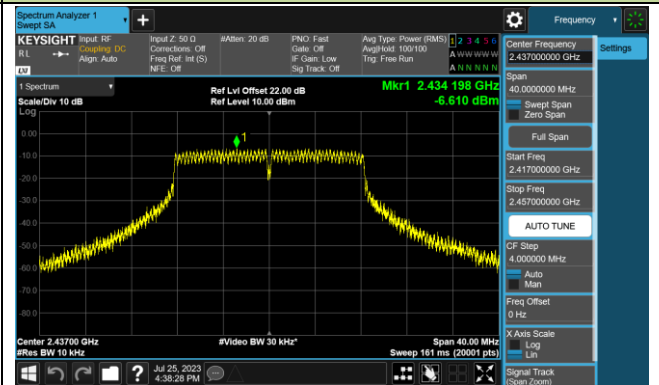 Spectrum Analyzer 1
Swept SA
+
Frequency
KEYSIGHT
RL
LXI
Input: RF
Coupling: DC
Align: Auto
Input Z: 50 Ω
Corrections: Off
Freq Ref: Int (S)
NFE: Off
#Atten: 20 dB
PNO: Fast
Gate: Off
IF Gain: Low
Sig Track: Off
Avg Type: Power (RMS)
Avg|Hold: 100/100
Trig: Free Run
1 2 3 4 5 6
A W W W W W
A N N N N N
Center Frequency
2.437000000 GHz
Settings
Span
40.0000000 MHz
Swept Span
Zero Span
Full Span
Start Freq
2.417000000 GHz
Stop Freq
2.457000000 GHz
AUTO TUNE
CF Step
4.000000 MHz
Auto
Man
Freq Offset
0 Hz
X Axis Scale
Log
Lin
Signal Track
(Span Zoom)
1 Spectrum
Scale/Div 10 dB
Log
Ref Lvl Offset 22.00 dB
Ref Level 10.00 dBm
Mkr1 2.434 198 GHz
-6.610 dBm
1
0.00
-10.0
-20.0
-30.0
-40.0
-50.0
-60.0
-70.0
-80.0
Center 2.43700 GHz
#Res BW 10 kHz
#Video BW 30 kHz*
Span 40.00 MHz
Sweep 161 ms (20001 pts)
?
Jul 25, 2023
4:38:28 PM